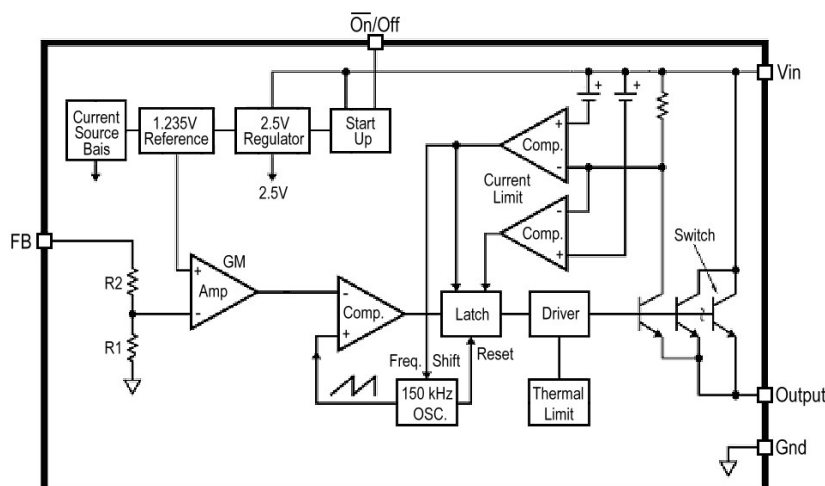 On/Off
Vin
Current
Source
Bais
1.235V
Reference
2.5V
Regulator
Start
Up
2.5V
+
+
+
Comp.
-
Current
Limit
-
Comp.
+
Switch
FB
R2
R1
GM
+
Amp
-
-
Comp.
+
Latch
Driver
Freq. Shift
Reset
150 kHz
OSC.
Thermal
Limit
Output
Gnd